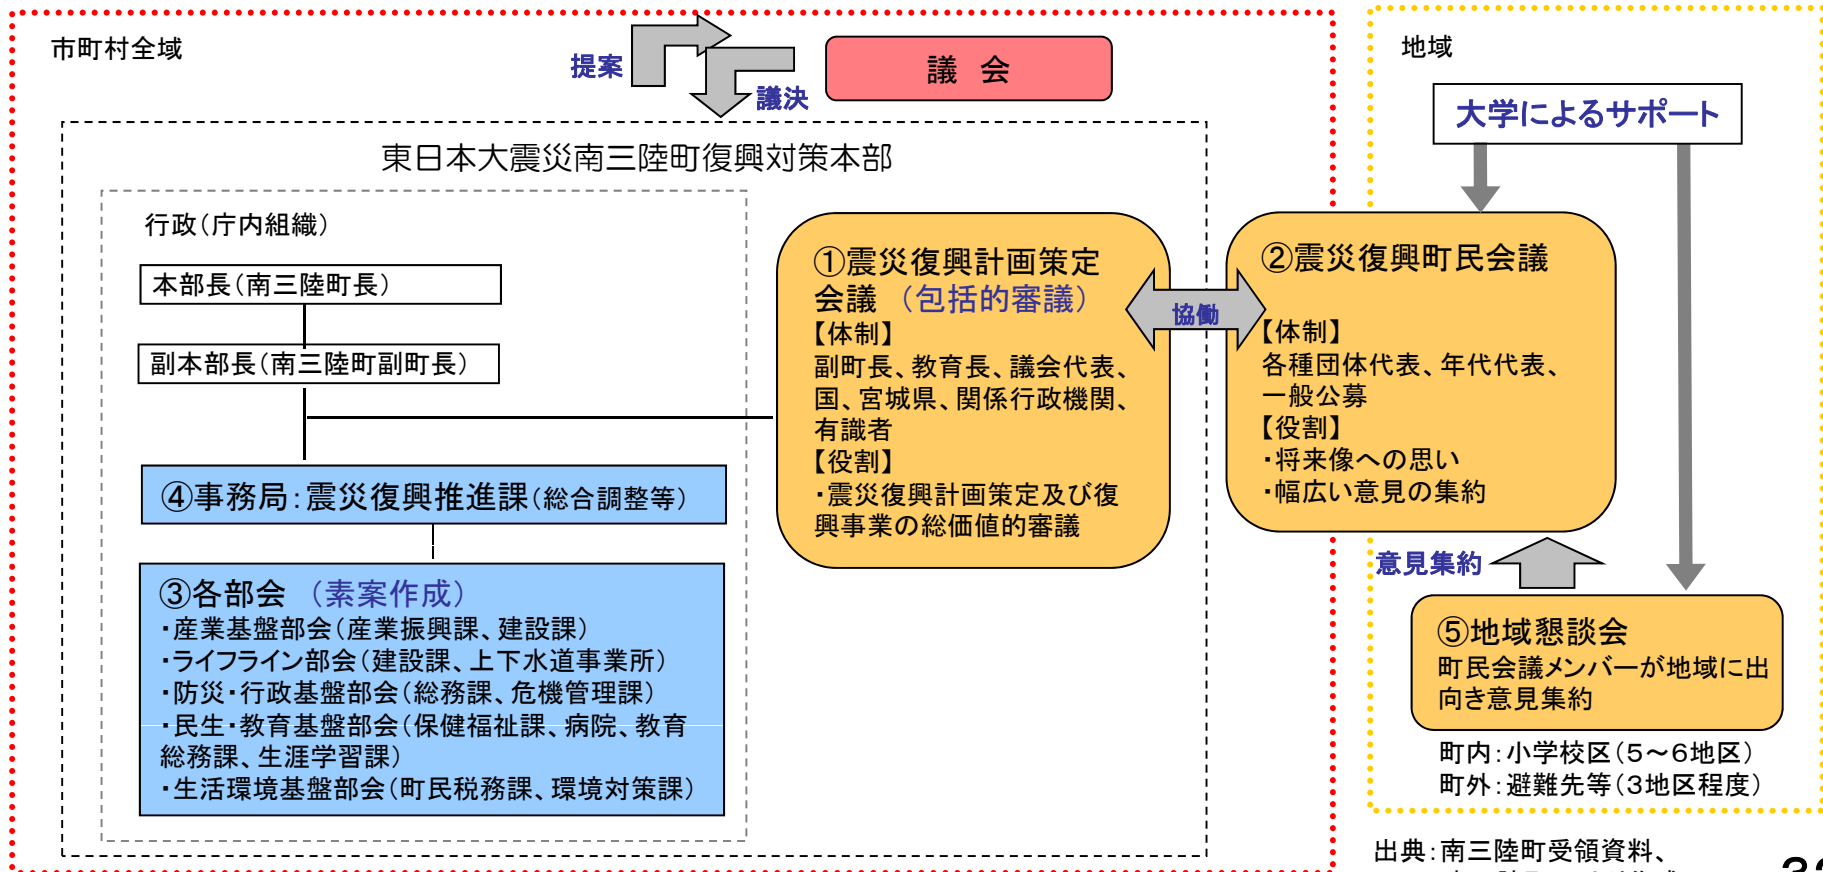 市町村全域
提案
議決
議 会
東日本大震災南三陸町復興対策本部
行政（庁内組織）
本部長（南三陸町長）
副本部長（南三陸町副町長）
④事務局：震災復興推進課（総合調整等）
③各部会 （素案作成）
・産業基盤部会（産業振興課、建設課）
・ライフライン部会（建設課、上下水道事業所）
・防災・行政基盤部会（総務課、危機管理課）
・民生・教育基盤部会（保健福祉課、病院、教育
総務課、生涯学習課）
・生活環境基盤部会（町民税務課、環境対策課）
①震災復興計画策定
会議 （包括的審議）
【体制】
副町長、教育長、議会代表、
国、宮城県、関係行政機関、
有識者
【役割】
・震災復興計画策定及び復
興事業の総価値的審議
協働
地域
大学によるサポート
②震災復興町民会議
【体制】
各種団体代表、年代代表、
一般公募
【役割】
・将来像への思い
・幅広い意見の集約
意見集約
⑤地域懇談会
町民会議メンバーが地域に出
向き意見集約
町内：小学校区（5～6地区）
町外：避難先等（3地区程度）
出典：南三陸町受領資料、